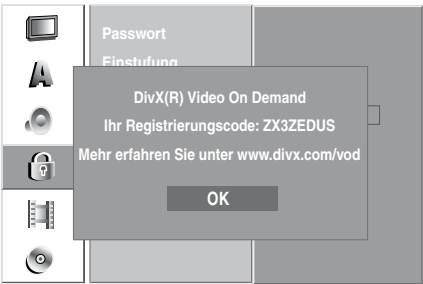 Passwort
Einstufung
DivX(R) Video On Demand
Ihr Registrierungscode: ZX3ZEDUS
Mehr erfahren Sie unter www.divx.com/vod
OK